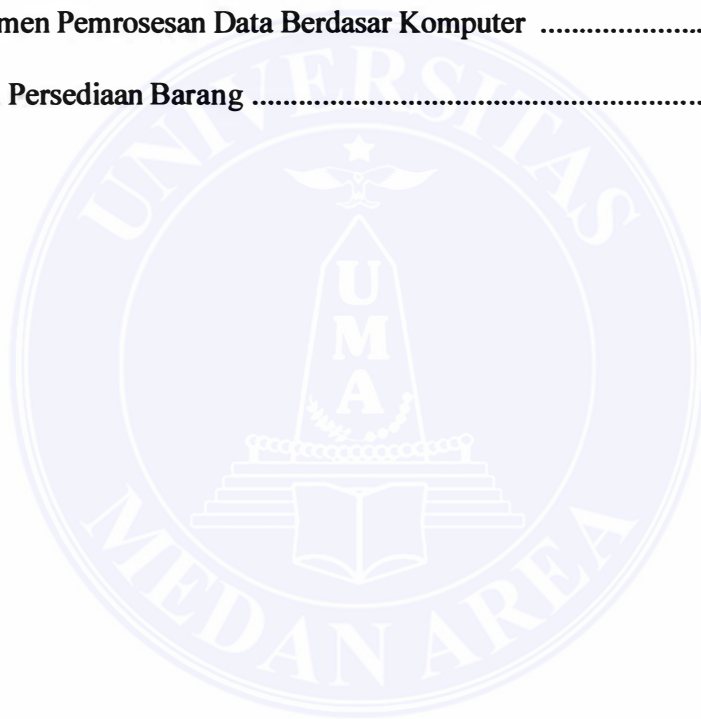 men Pemrosesan Data Berdasar Komputer ......................
Persediaan Barang ............................................................
UNIVERSITAS
U
M
A
MEDAN AREA